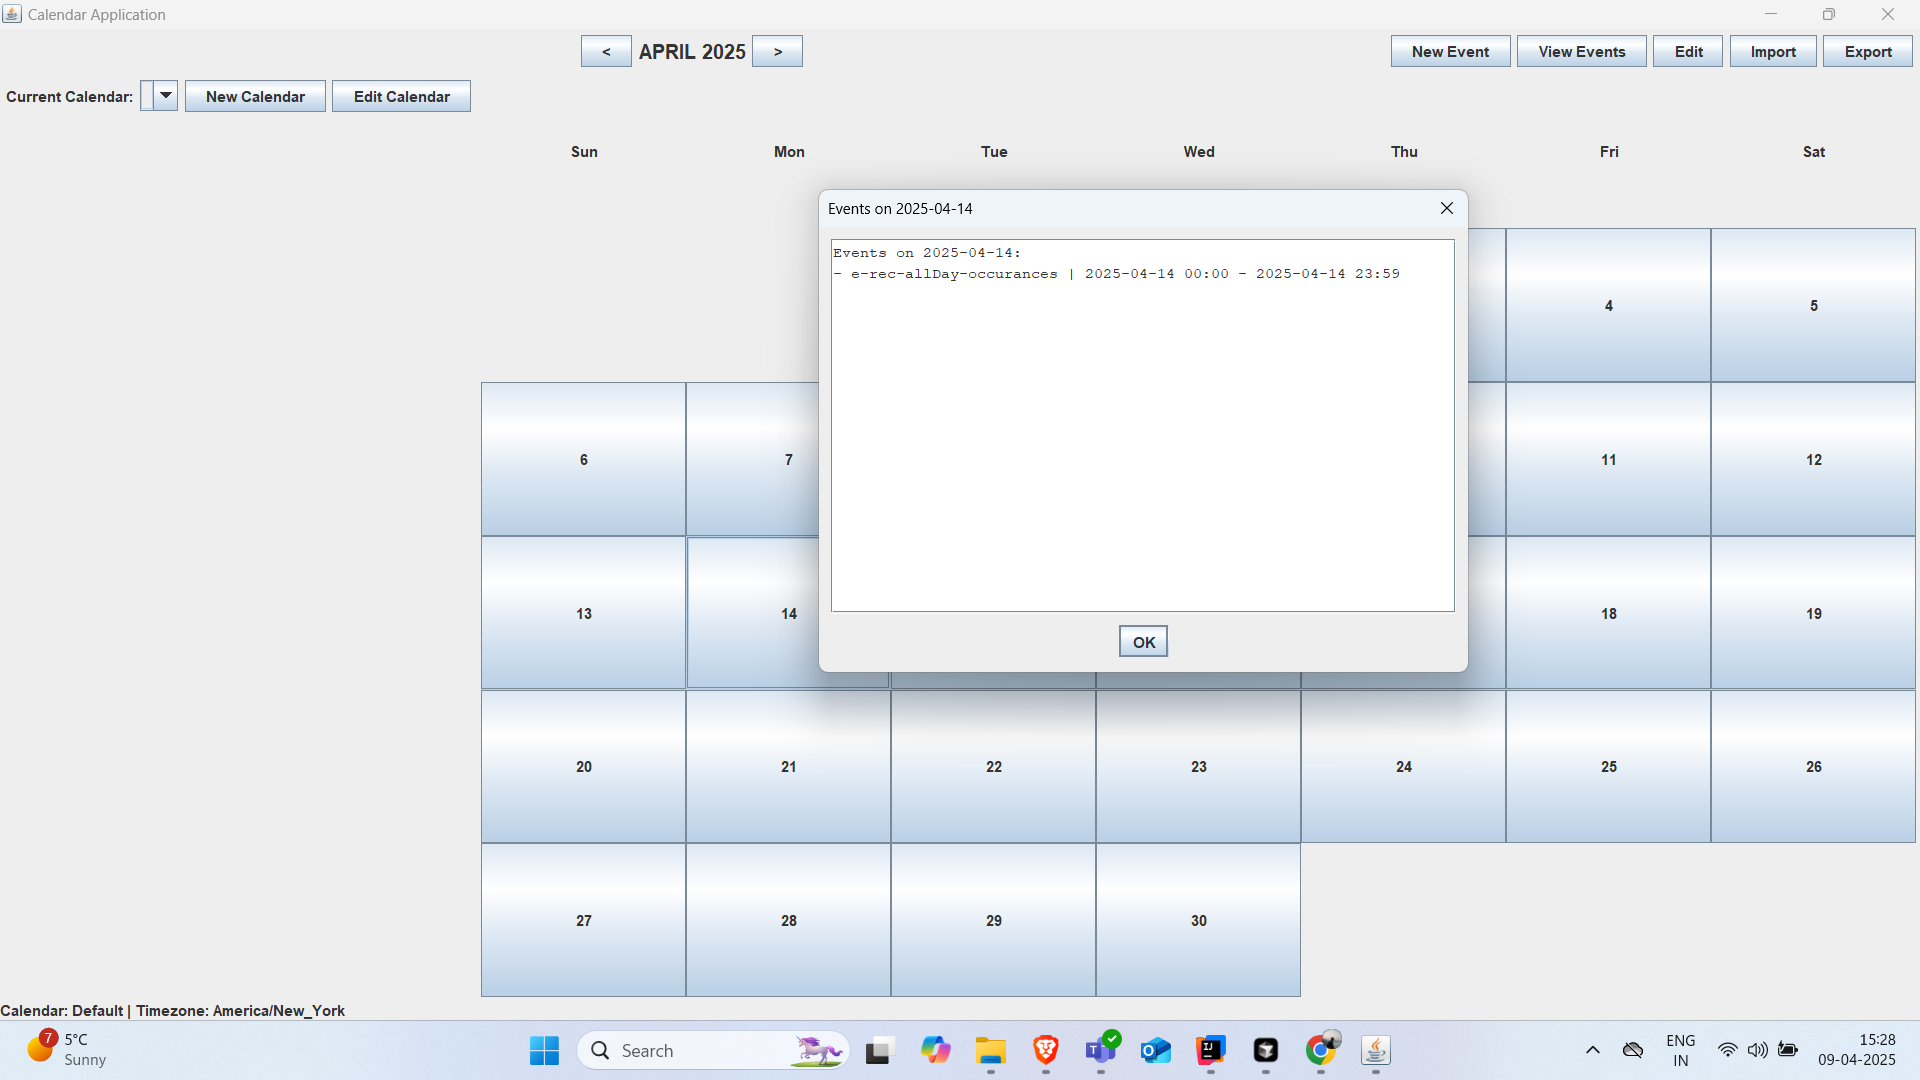 Calendar Application
< APRIL 2025 >
New Event View Events Edit Import Export
Current Calendar: New Calendar Edit Calendar
Sun Mon Tue Wed Thu Fri Sat
Events on 2025-04-14
Events on 2025-04-14:
- e-rec-allDay-occurances | 2025-04-14 00:00 - 2025-04-14 23:59
OK
4 5
6 7 11 12
13 14 18 19
20 21 22 23 24 25 26
27 28 29 30
Calendar: Default | Timezone: America/New_York
7 5°C
Sunny
Search
ENG
IN
15:28
09-04-2025